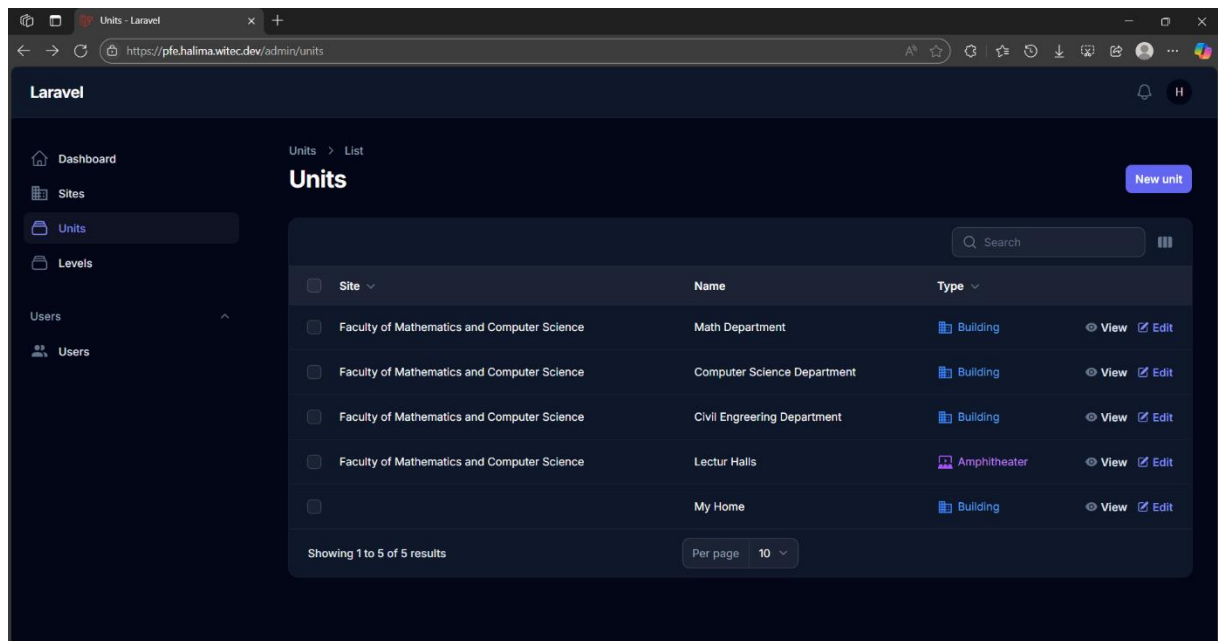 Units - Laravel
https://pfe.halima.witec.dev/admin/units
Laravel
H
Dashboard
Sites
Units
Levels
Users
Users
Units > List
Units
New unit
Search
Site Name Type
Faculty of Mathematics and Computer Science Math Department Building View Edit
Faculty of Mathematics and Computer Science Computer Science Department Building View Edit
Faculty of Mathematics and Computer Science Civil Engreering Department Building View Edit
Faculty of Mathematics and Computer Science Lectur Halls Amphitheater View Edit
My Home Building View Edit
Showing 1 to 5 of 5 results Per page 10